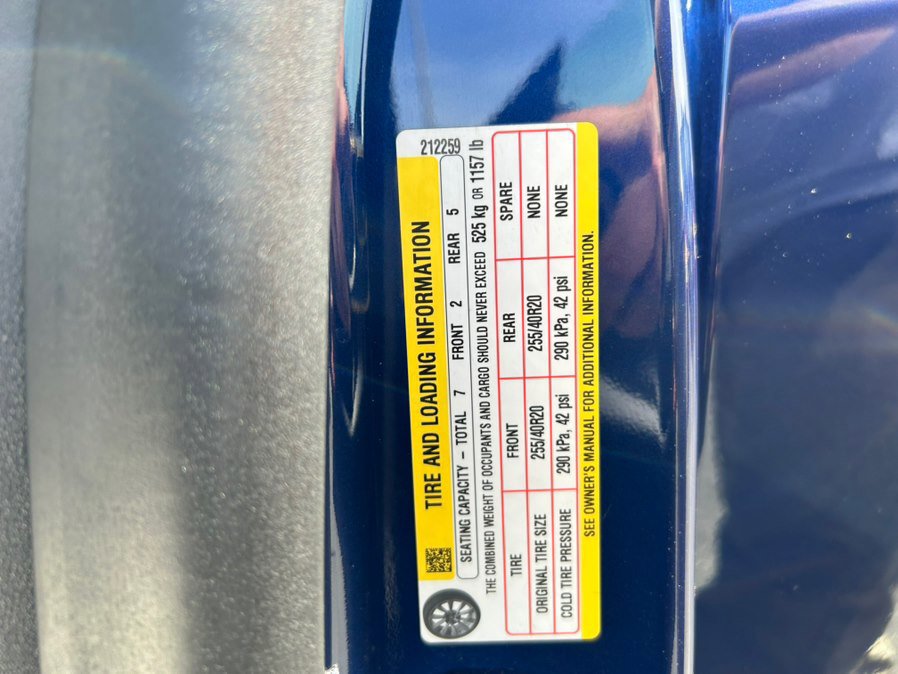 212259
TIRE AND LOADING INFORMATION
SEATING CAPACITY – TOTAL 7 FRONT 2 REAR 5
THE COMBINED WEIGHT OF OCCUPANTS AND CARGO SHOULD NEVER EXCEED 525 kg OR 1157 lb
TIRE FRONT REAR SPARE
ORIGINAL TIRE SIZE 255/40R20 255/40R20 NONE
COLD TIRE PRESSURE 290 kPa, 42 psi 290 kPa, 42 psi NONE
SEE OWNER'S MANUAL FOR ADDITIONAL INFORMATION.